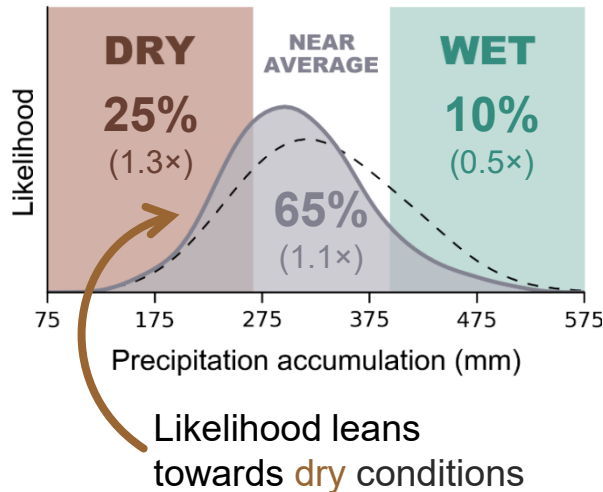 DRY
25%
(1.3×)
NEAR
AVERAGE
65%
(1.1×)
WET
10%
(0.5×)
Likelihood
75 175 275 375 475 575
Precipitation accumulation (mm)
Likelihood leans
towards dry conditions